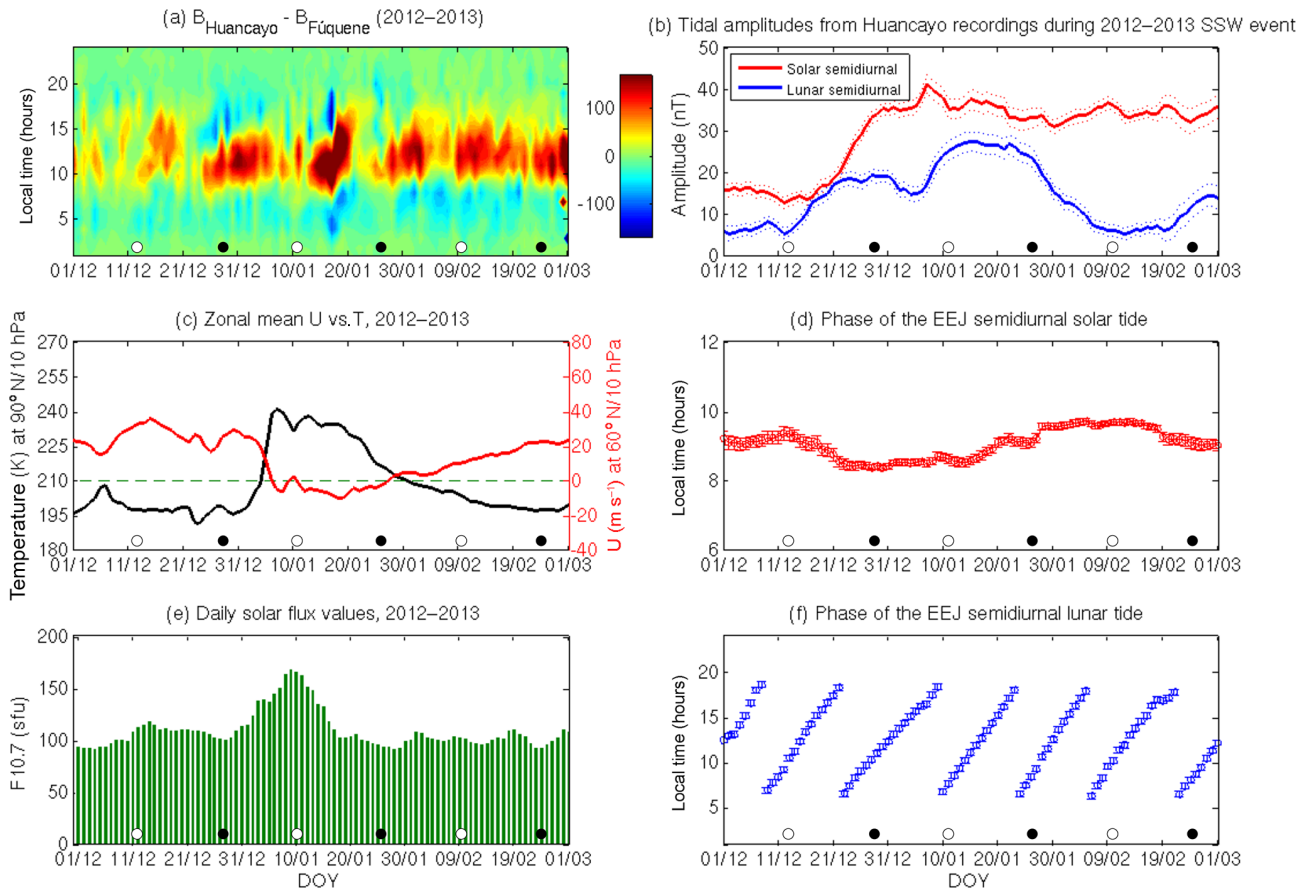 (a) B_Huancayo - B_Fúquene (2012–2013)
Local time (hours)
20
15
10
5
01/12 11/12 21/12 31/12 10/01 20/01 30/01 09/02 19/02 01/03
100
0
-100
(b) Tidal amplitudes from Huancayo recordings during 2012–2013 SSW event
Solar semidiurnal
Lunar semidiurnal
Amplitude (nT)
50
40
30
20
10
0
01/12 11/12 21/12 31/12 10/01 20/01 30/01 09/02 19/02 01/03
(c) Zonal mean U vs.T, 2012–2013
Temperature (K) at 90° N/10 hPa
270
255
240
225
210
195
180
80
60
40
20
0
-20
-40
U (m s⁻¹) at 60° N/10 hPa
01/12 11/12 21/12 31/12 10/01 20/01 30/01 09/02 19/02 01/03
(d) Phase of the EEJ semidiurnal solar tide
Local time (hours)
12
10
8
6
01/12 11/12 21/12 31/12 10/01 20/01 30/01 09/02 19/02 01/03
(e) Daily solar flux values, 2012–2013
F10.7 (sfu)
200
150
100
50
0
01/12 11/12 21/12 31/12 10/01 20/01 30/01 09/02 19/02 01/03
DOY
(f) Phase of the EEJ semidiurnal lunar tide
Local time (hours)
20
15
10
5
01/12 11/12 21/12 31/12 10/01 20/01 30/01 09/02 19/02 01/03
DOY